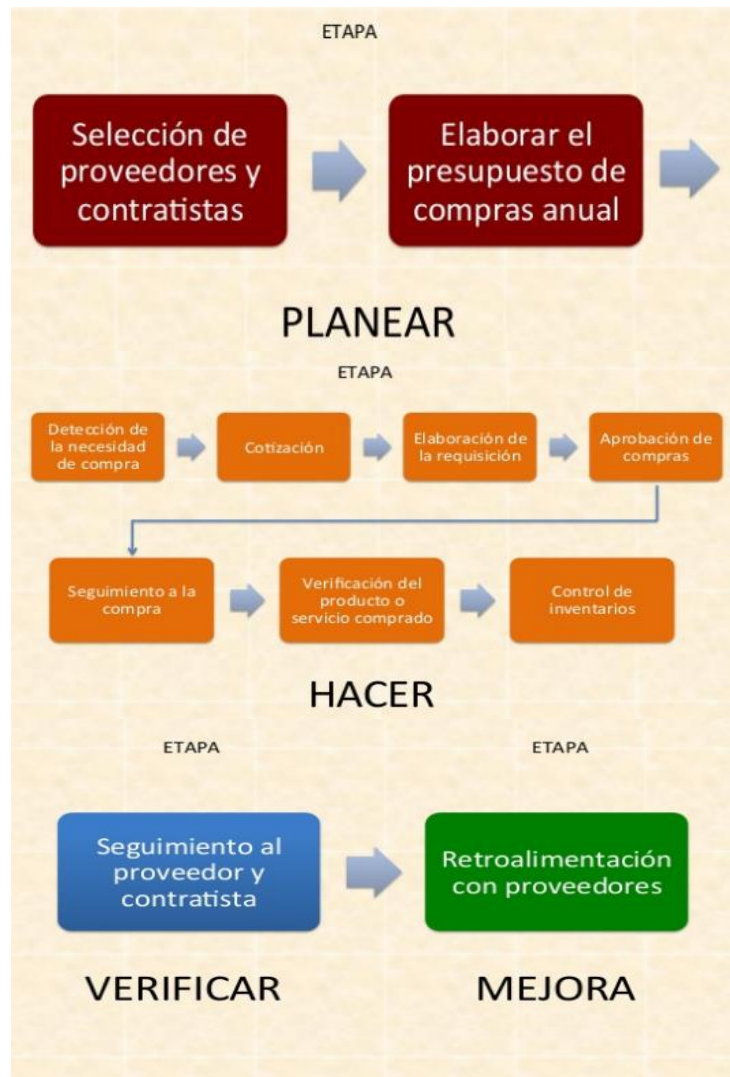 ETAPA
Selección de
proveedores y
contratistas
Elaborar el
presupuesto de
compras anual
PLANEAR
ETAPA
Detección de
la necesidad
de compra
Cotización
Elaboración de
la requisición
Aprobación de
compras
Seguimiento a la
compra
Verificación del
producto o
servicio comprado
Control de
inventarios
HACER
ETAPA
Seguimiento al
proveedor y
contratista
VERIFICAR
ETAPA
Retroalimentación
con proveedores
MEJORA